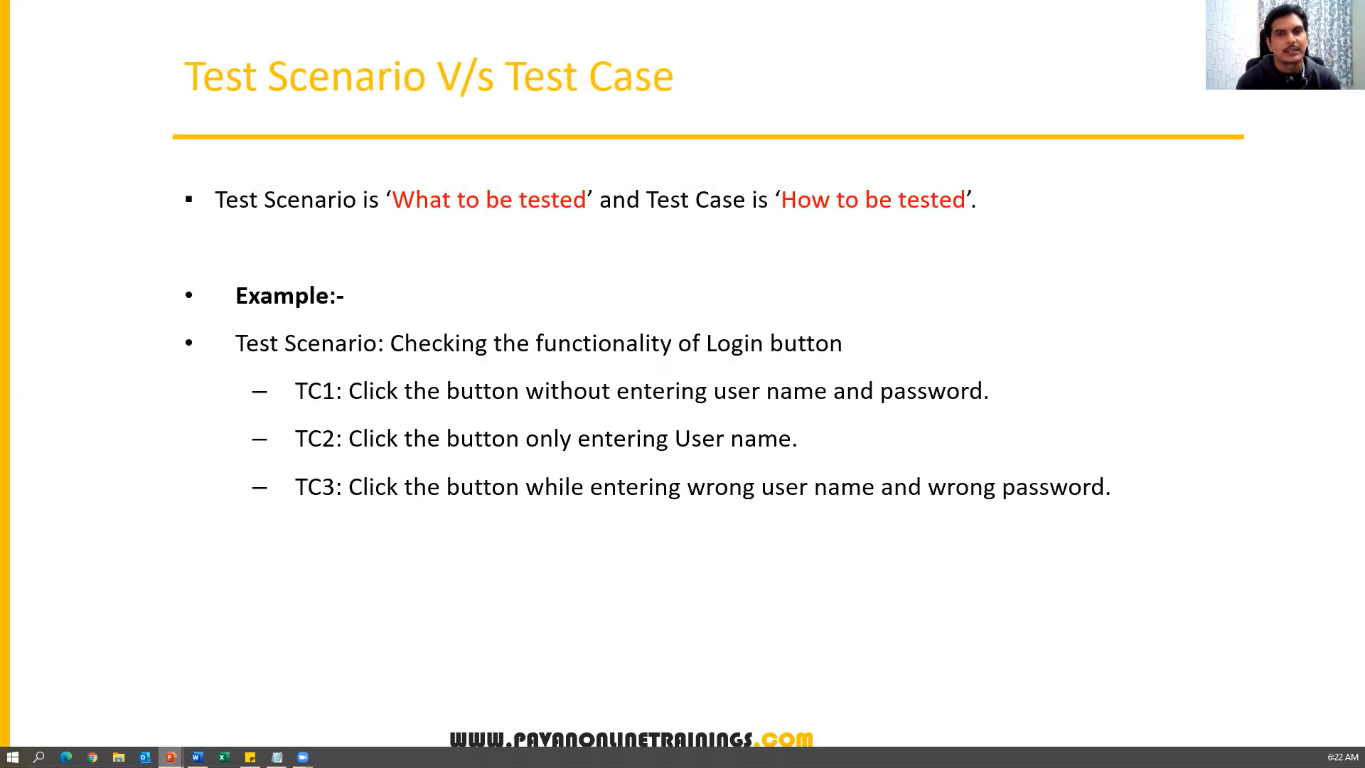 Test Scenario V/s Test Case
▪ Test Scenario is ‘What to be tested’ and Test Case is ‘How to be tested’.
• Example:-
• Test Scenario: Checking the functionality of Login button
– TC1: Click the button without entering user name and password.
– TC2: Click the button only entering User name.
– TC3: Click the button while entering wrong user name and wrong password.
WWW.PAVANONLINETRAININGS.COM
6:22 AM